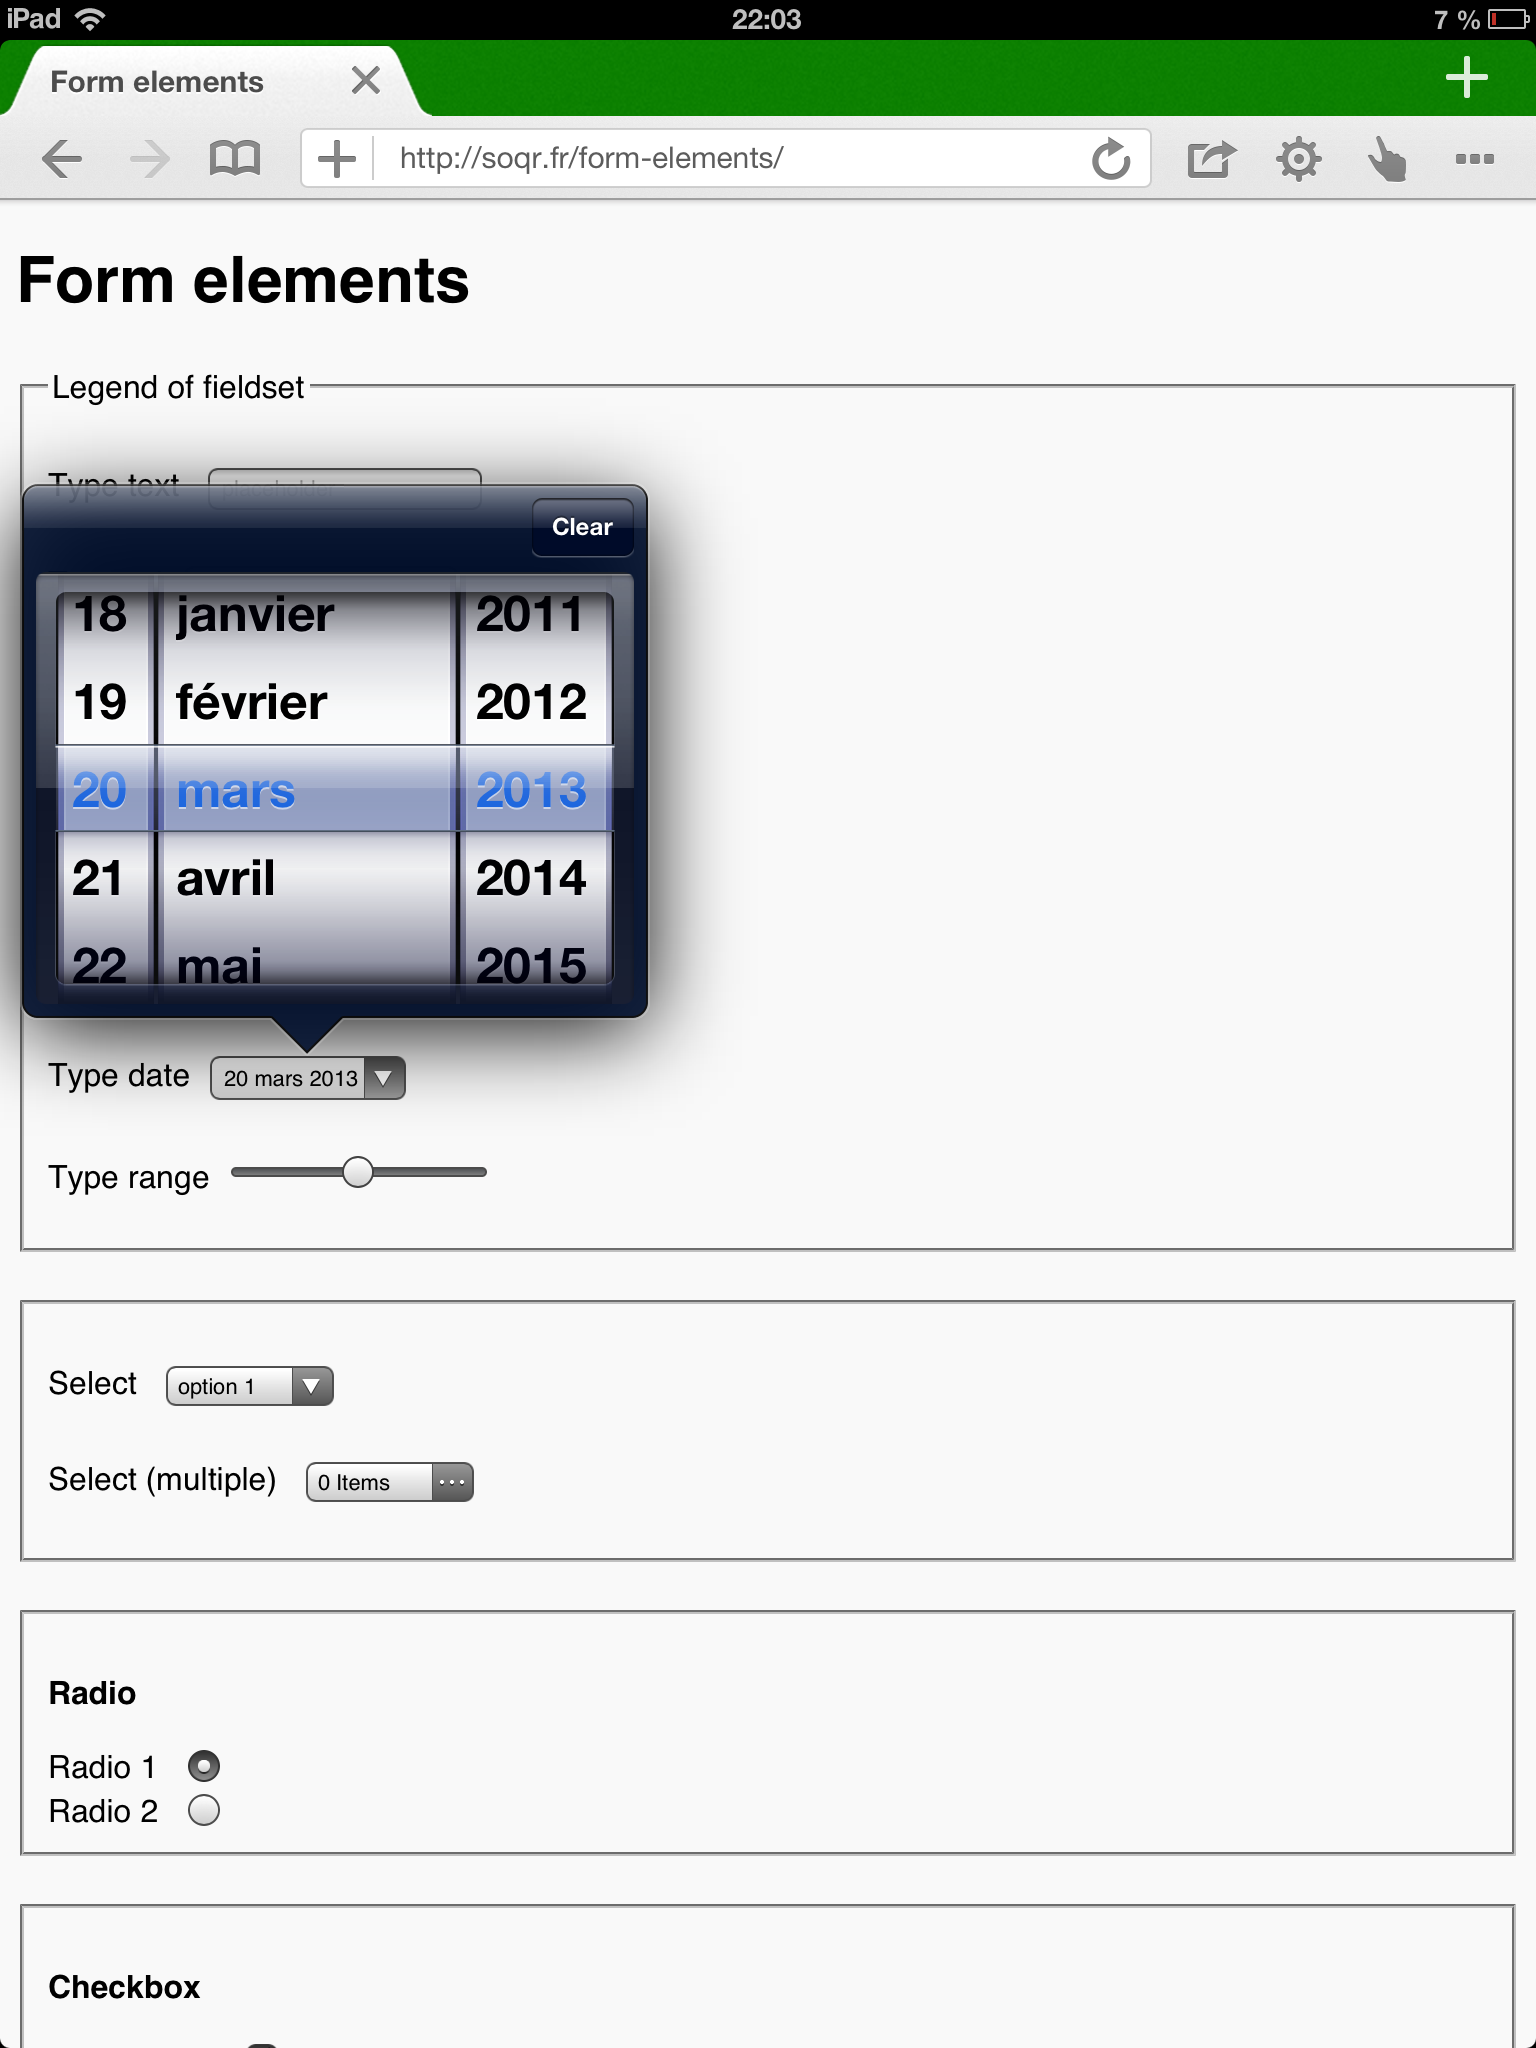 iPad 22:03 7 %
Form elements
http://soqr.fr/form-elements/
Form elements
Legend of fieldset
Type text placeholder
Clear
18 janvier 2011
19 février 2012
20 mars 2013
21 avril 2014
22 mai 2015
Type date 20 mars 2013
Type range
Select option 1
Select (multiple) 0 Items
Radio
Radio 1
Radio 2
Checkbox